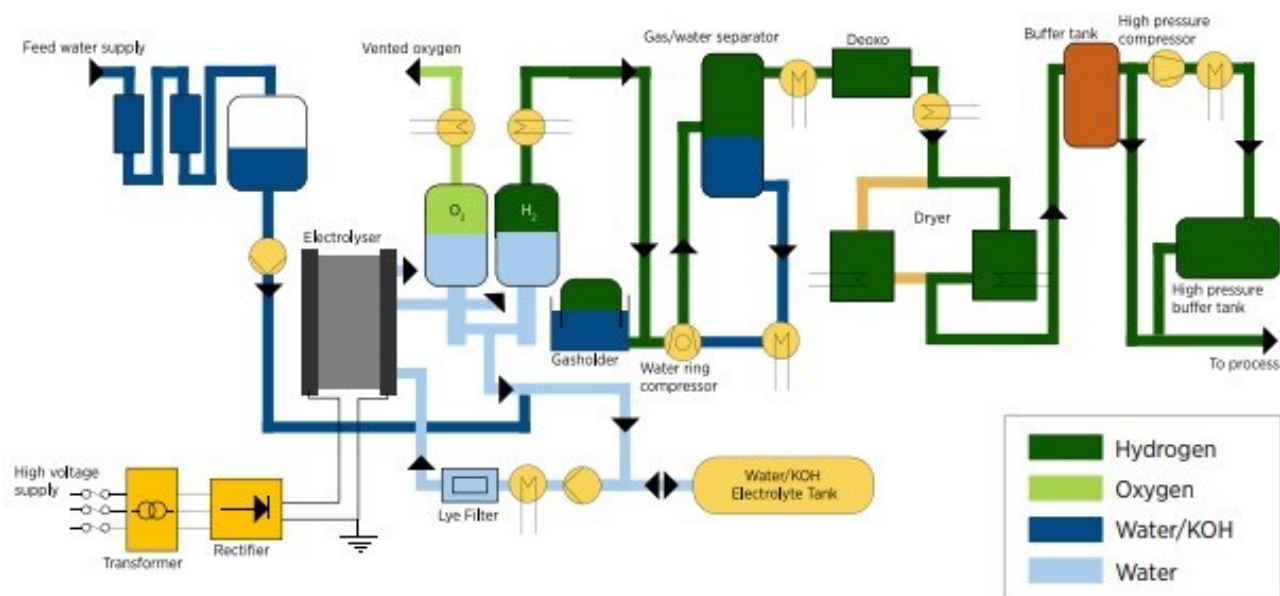 Feed water supply
Vented oxygen
Gas/water separator
Deoxo
Buffer tank
High pressure
compressor
O2
H2
Electrolyser
Dryer
Gasholder
Water ring
compressor
High pressure
buffer tank
To process
High voltage
supply
Transformer
Rectifier
Lye Filter
Water/KOH
Electrolyte Tank
M
M
M
M
M
Hydrogen
Oxygen
Water/KOH
Water